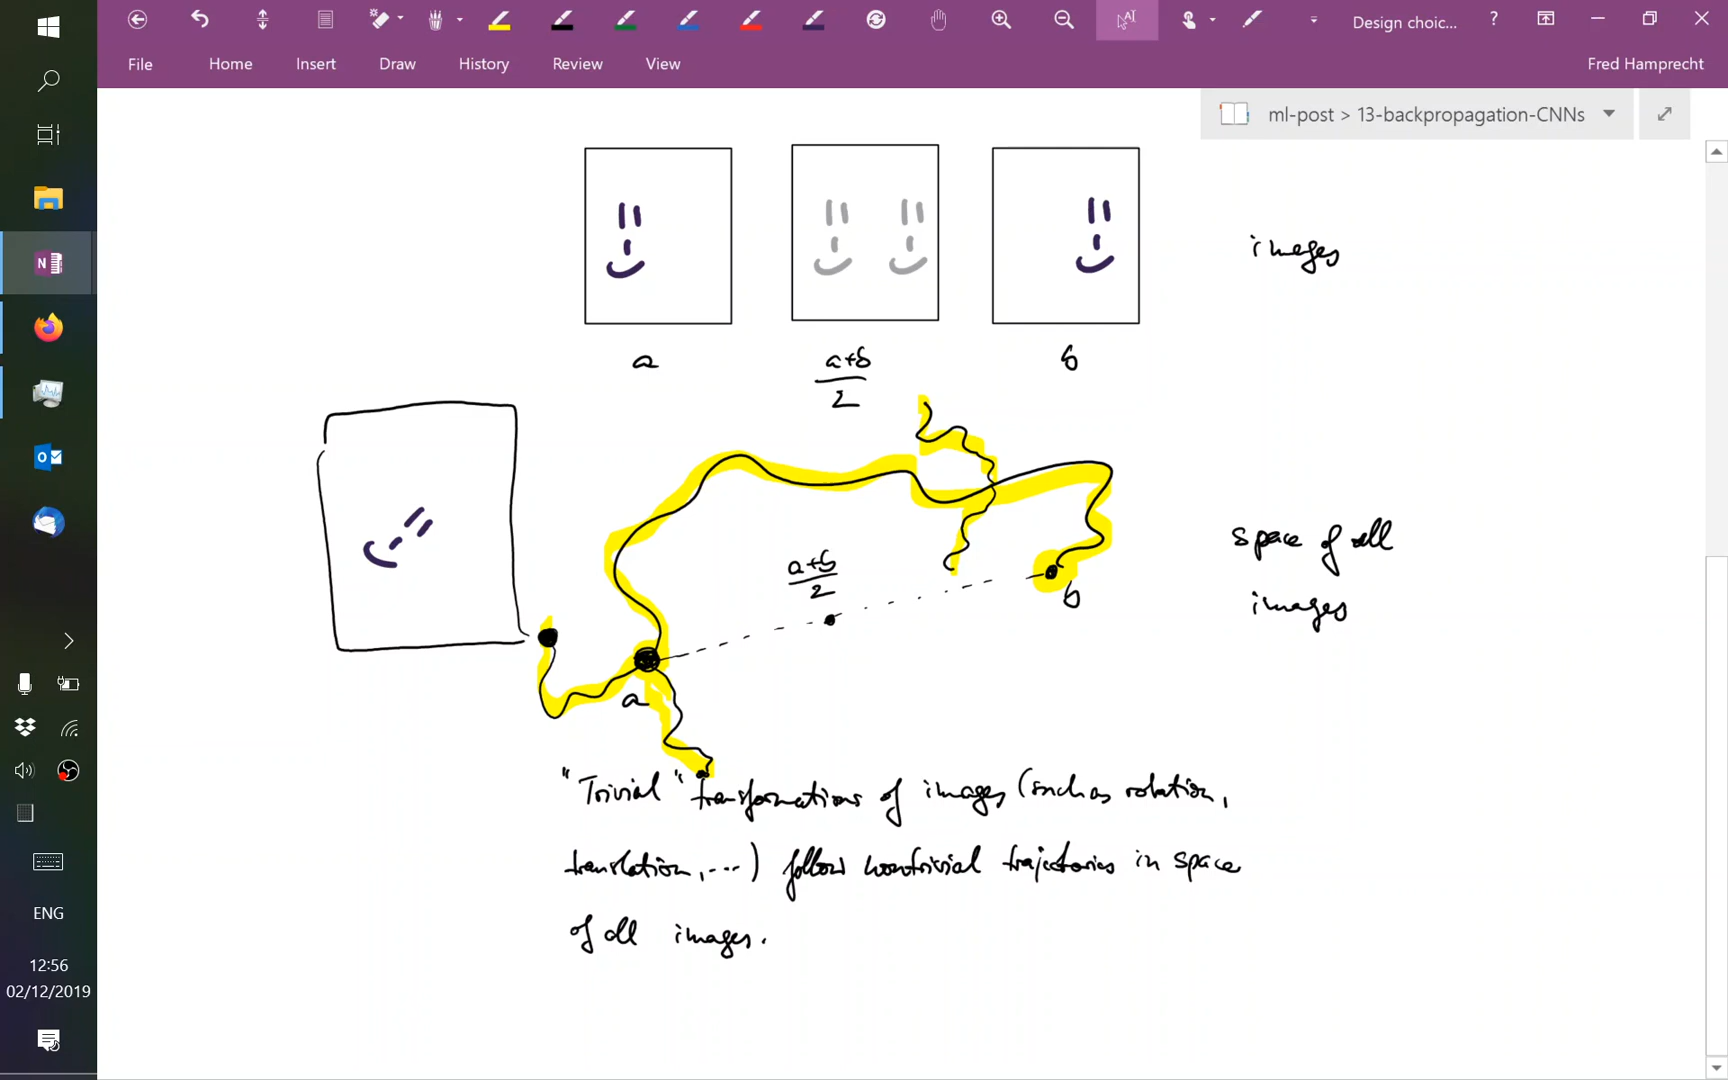 Design choic...
?
File
Home
Insert
Draw
History
Review
View
Fred Hamprecht
ml-post > 13-backpropagation-CNNs
images
a
a+b
2
b
a+b
2
b
a
space of all
images
"Trivial" transformations of images (such as rotation,
translation, ...) follow nontrivial trajectories in space
of all images.
ENG
12:56
02/12/2019